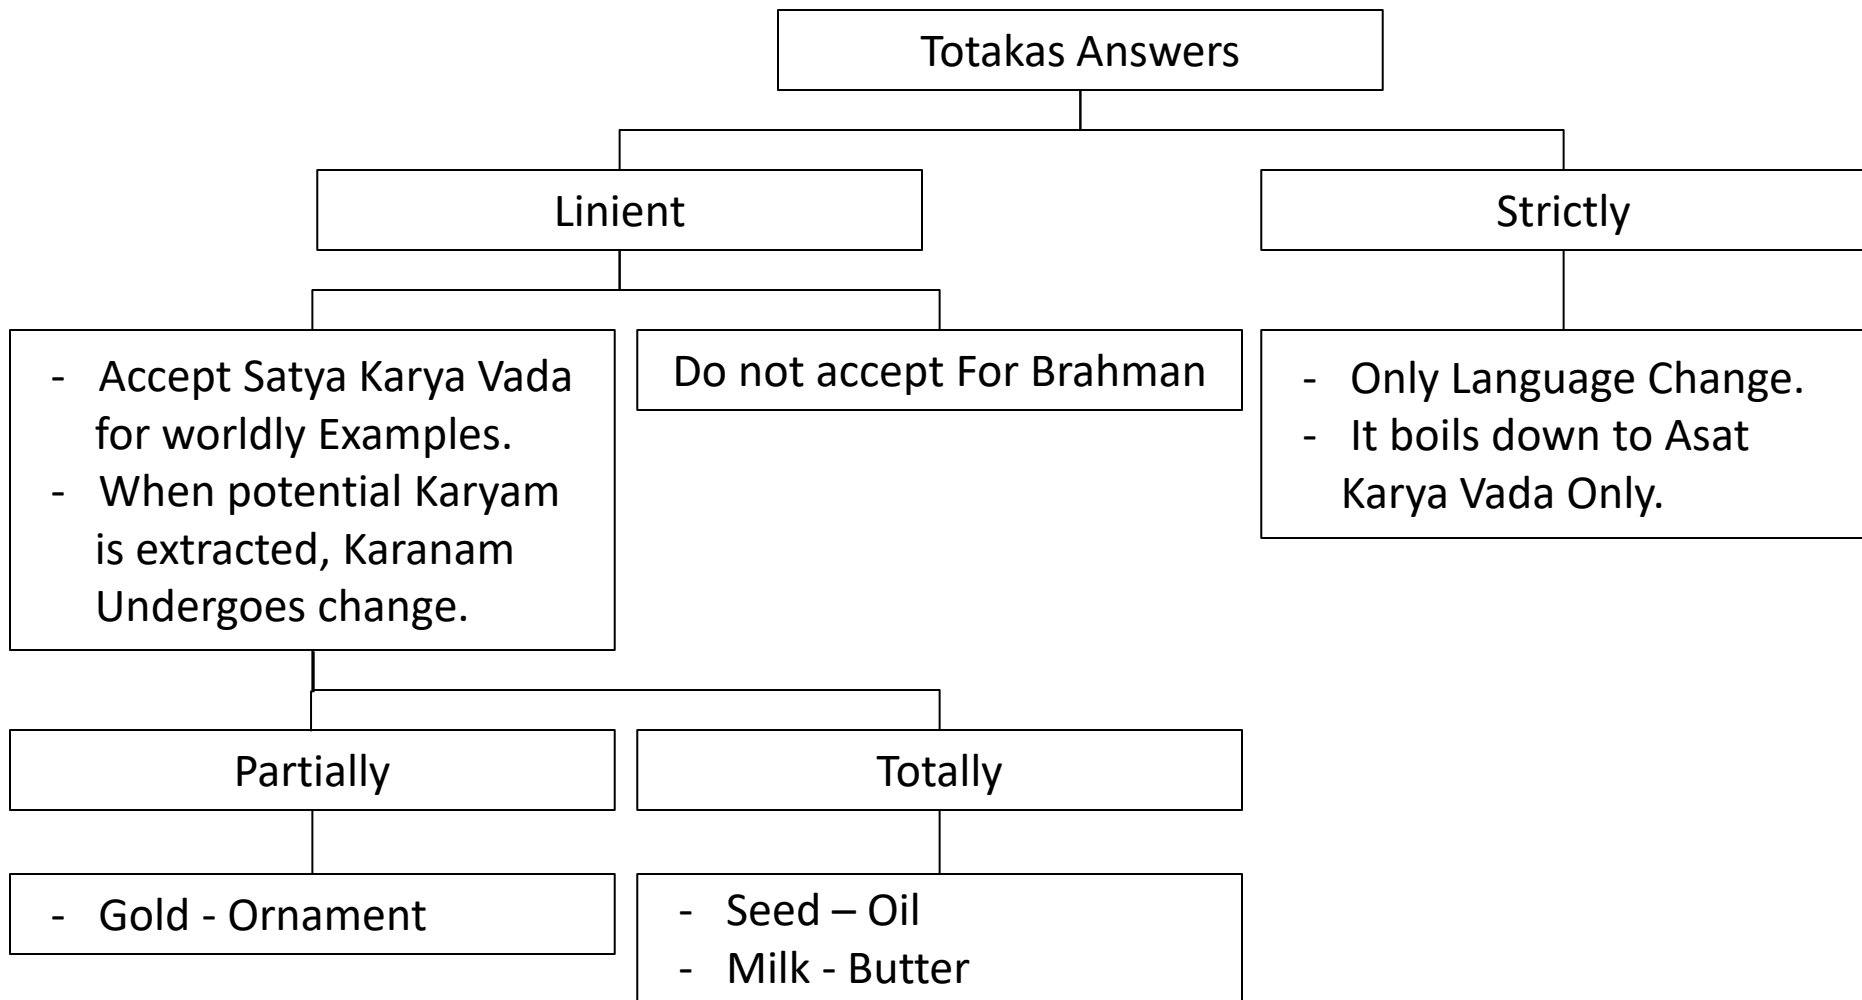 Totakas Answers
Linient
Strictly
- Accept Satya Karya Vada
for worldly Examples.
- When potential Karyam
is extracted, Karanam
Undergoes change.
Do not accept For Brahman
- Only Language Change.
- It boils down to Asat
Karya Vada Only.
Partially
Totally
- Gold - Ornament
- Seed – Oil
- Milk - Butter